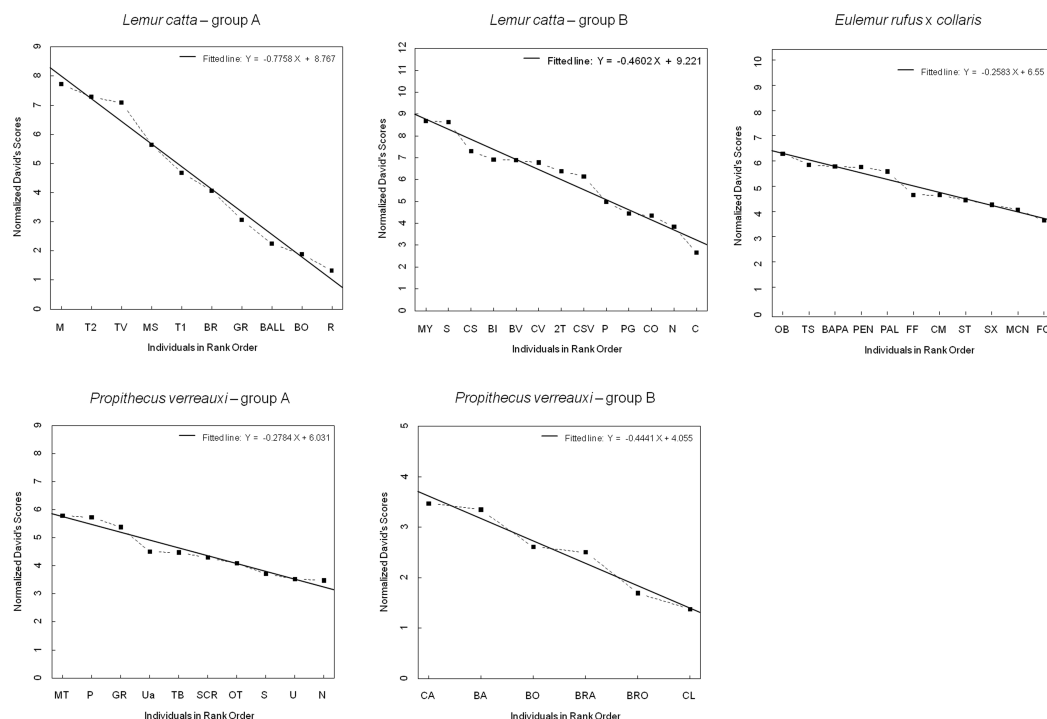 Lemur catta – group A
Fitted line: Y = -0.7758 X + 8.767
Normalized David's Scores
0 1 2 3 4 5 6 7 8 9
M T2 TV MS T1 BR GR BALL BO R
Individuals in Rank Order
Lemur catta – group B
Fitted line: Y = -0.4602 X + 9.221
Normalized David's Scores
0 1 2 3 4 5 6 7 8 9 10 11 12
MY S CS BI BV CV 2T CSV P PG CO N C
Individuals in Rank Order
Eulemur rufus x collaris
Fitted line: Y = -0.2583 X + 6.55
Normalized David's Scores
0 1 2 3 4 5 6 7 8 9 10
OB TS BAPA PEN PAL FF CM ST SX MCN
Individuals in Rank Order
Propithecus verreauxi – group A
Fitted line: Y = -0.2784 X + 6.031
Normalized David's Scores
0 1 2 3 4 5 6 7 8 9
MT P GR Ua TB SCR OT S U N
Individuals in Rank Order
Propithecus verreauxi – group B
Fitted line: Y = -0.4441 X + 4.055
Normalized David's Scores
0 1 2 3 4 5
CA BA BO BRA BRO CL
Individuals in Rank Order